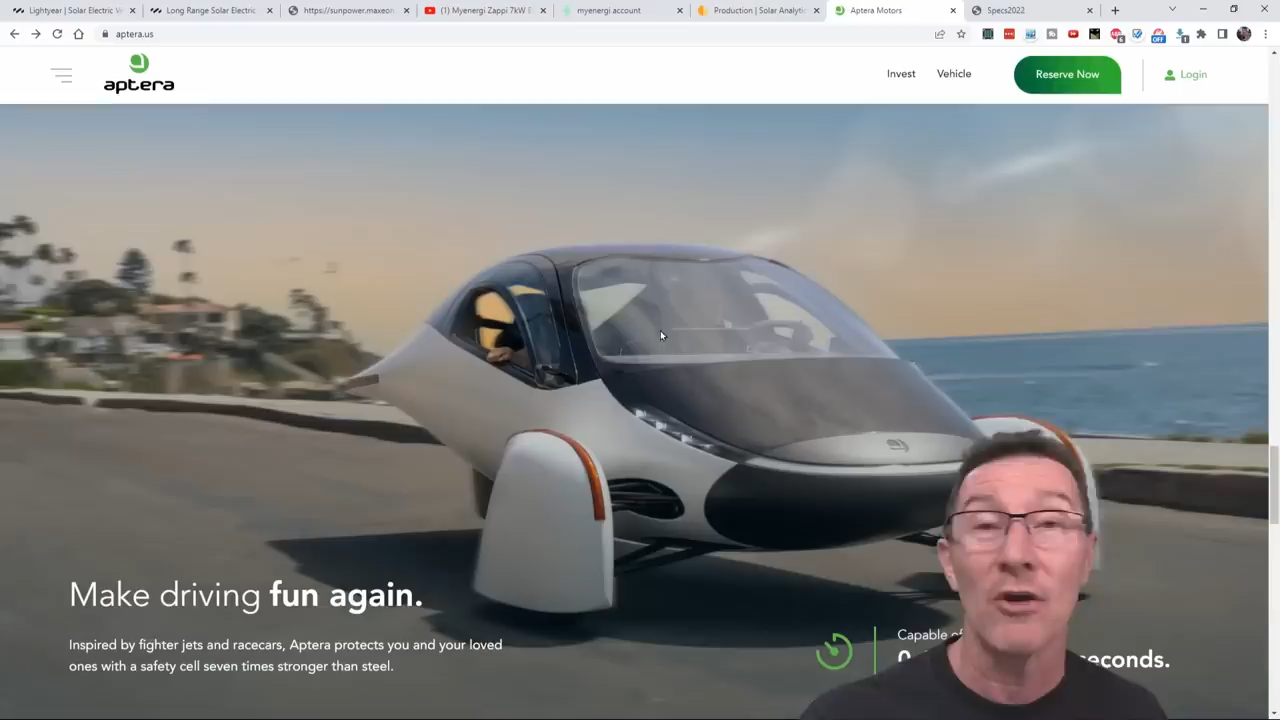 Lightyear | Solar Electric Ve
Long Range Solar Electric
https://sunpower.maxeon.
(1) Myenergi Zappi 7kW E
myenergi account
Production | Solar Analytic
Aptera Motors
Specs2022
aptera.us
OFF
aptera
Invest
Vehicle
Reserve Now
Login
Make driving fun again.
Inspired by fighter jets and racecars, Aptera protects you and your loved
ones with a safety cell seven times stronger than steel.
Capable of
seconds.